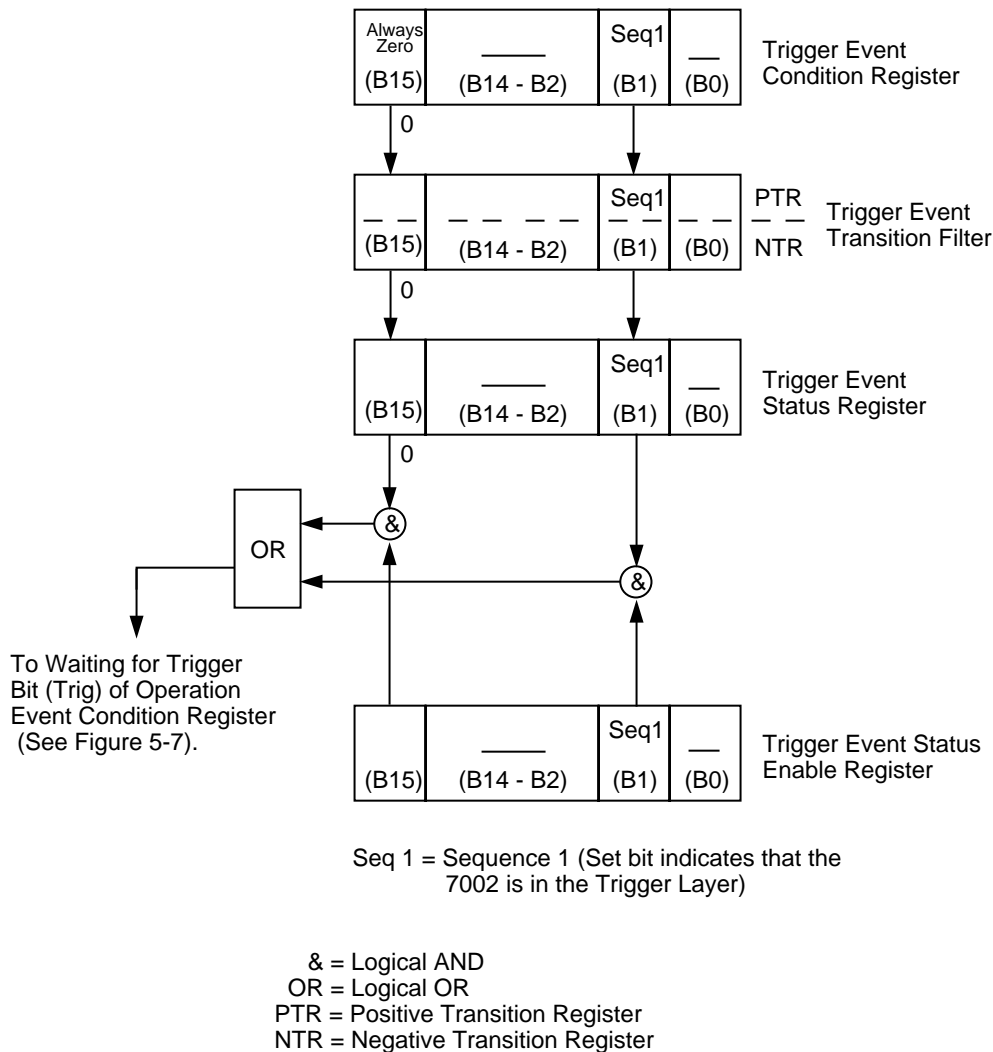 Always
Zero
(B15)
(B14 - B2)
Seq1
(B1)
(B0)
Trigger Event
Condition Register
0
(B15)
(B14 - B2)
Seq1
(B1)
(B0)
PTR
NTR
Trigger Event
Transition Filter
0
(B15)
(B14 - B2)
Seq1
(B1)
(B0)
Trigger Event
Status Register
0
&
OR
&
To Waiting for Trigger
Bit (Trig) of Operation
Event Condition Register
(See Figure 5-7).
(B15)
(B14 - B2)
Seq1
(B1)
(B0)
Trigger Event Status
Enable Register
Seq 1 = Sequence 1 (Set bit indicates that the
7002 is in the Trigger Layer)
& = Logical AND
OR = Logical OR
PTR = Positive Transition Register
NTR = Negative Transition Register